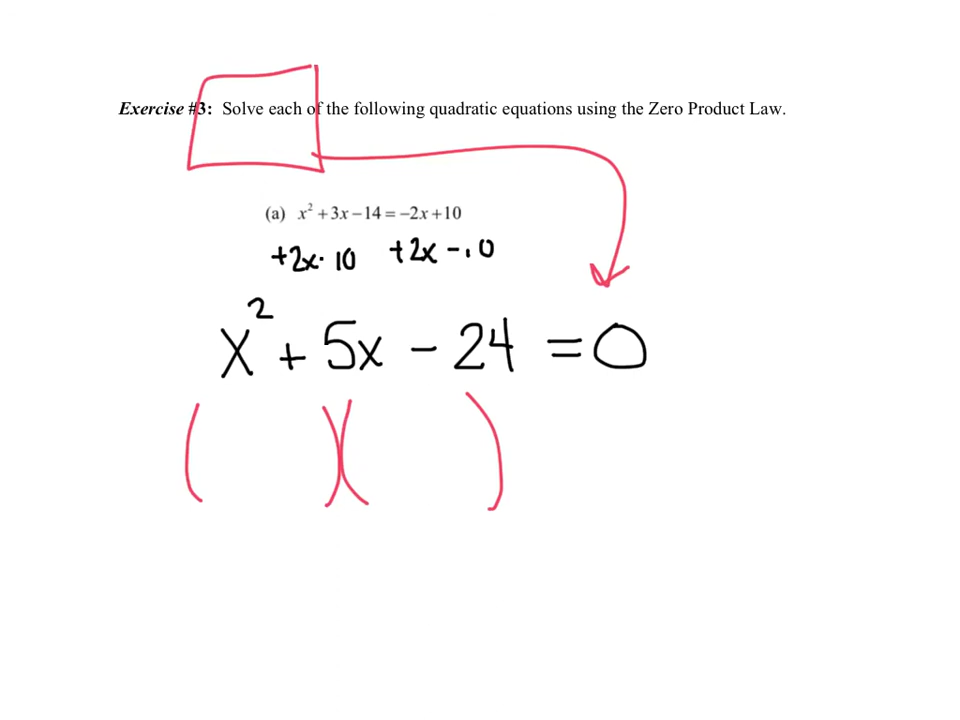 Exercise #3: Solve each of the following quadratic equations using the Zero Product Law.
(a) x² + 3x − 14 = −2x + 10
+2x - 10 +2x - 10
x² + 5x - 24 = 0
( )( )